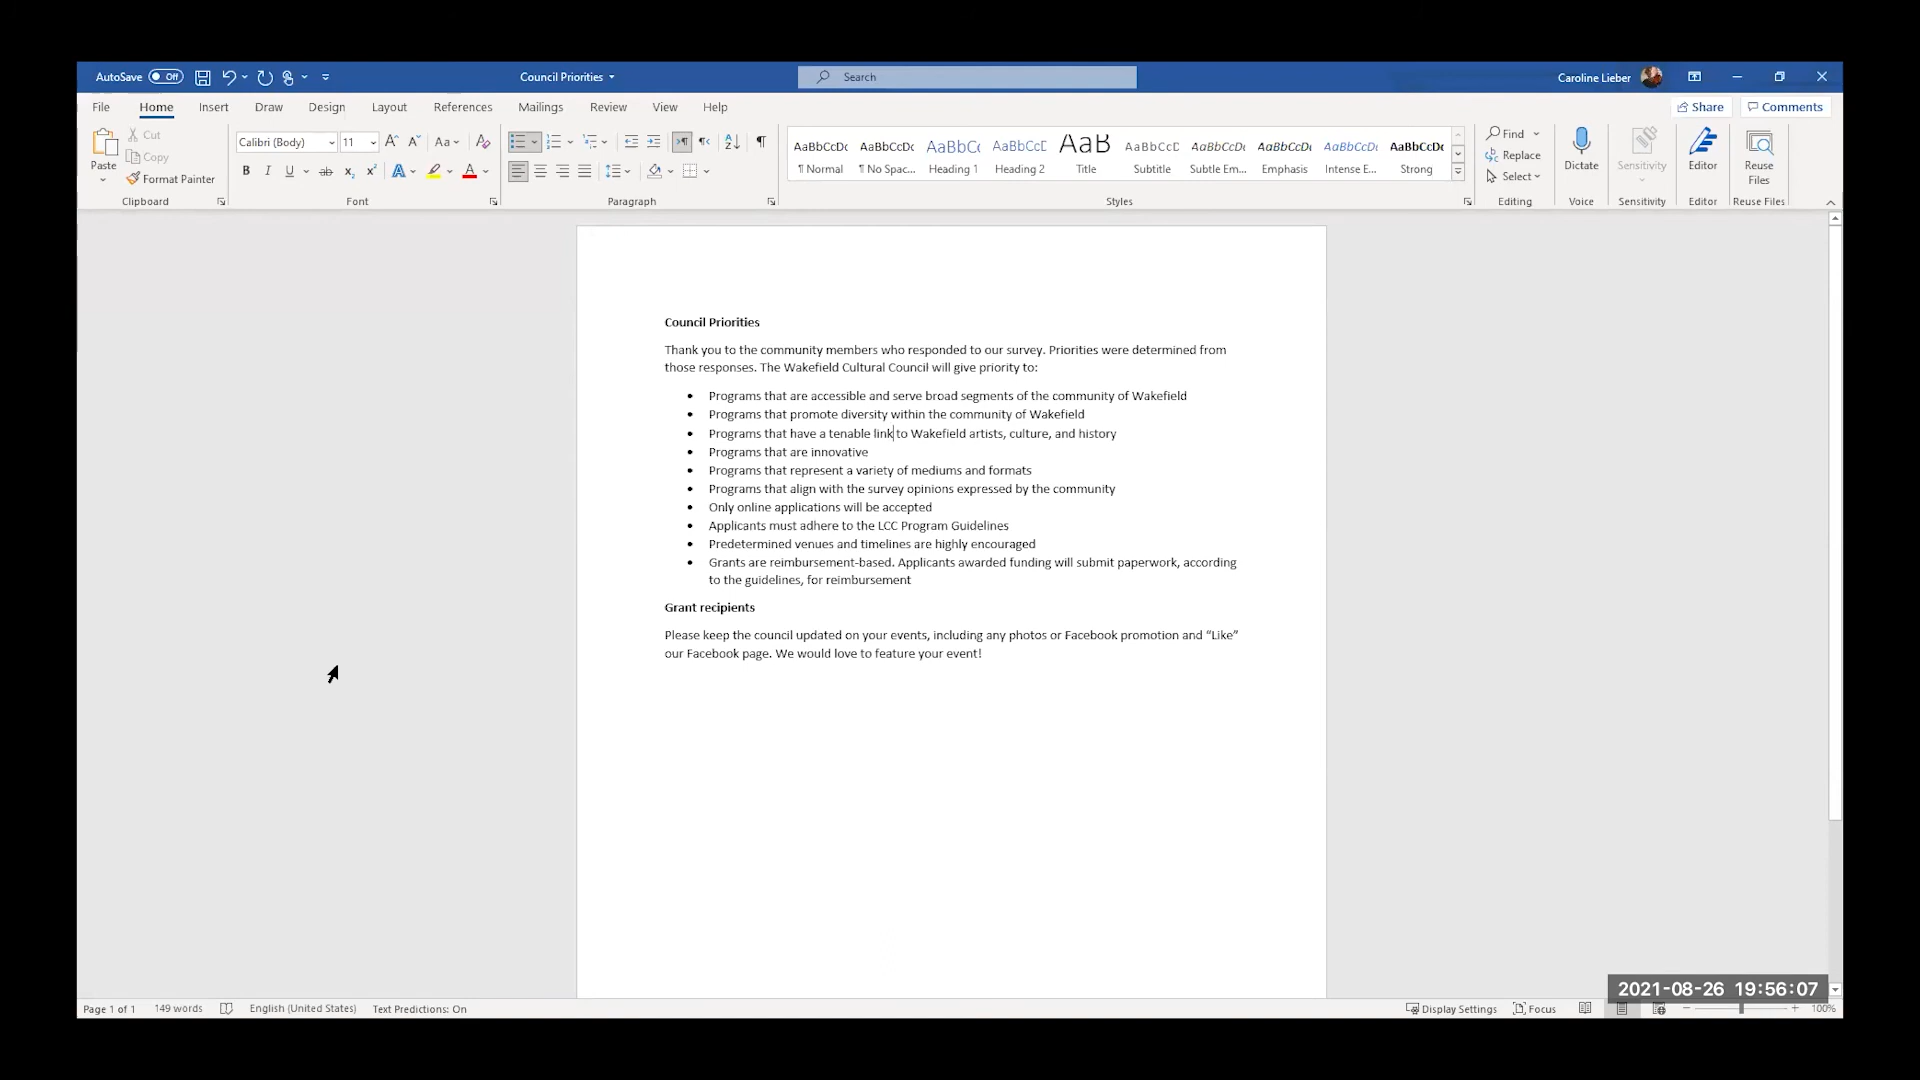 AutoSave Off
Council Priorities
Search
Caroline Lieber
File Home Insert Draw Design Layout References Mailings Review View Help
Share Comments
Paste
Cut
Copy
Format Painter
Calibri (Body) 11
AaBbCcDc AaBbCcDc AaBbCc AaBbCcE AaB AaBbCcE AaBbCcDc AaBbCcDc AaBbCcDc AaBbCcDc
¶ Normal ¶ No Spac... Heading 1 Heading 2 Title Subtitle Subtle Em... Emphasis Intense E... Strong
Find
Replace
Select
Dictate
Sensitivity
Editor
Reuse
Files
Clipboard Font Paragraph Styles Editing Voice Sensitivity Editor Reuse Files
Council Priorities
Thank you to the community members who responded to our survey. Priorities were determined from
those responses. The Wakefield Cultural Council will give priority to:
• Programs that are accessible and serve broad segments of the community of Wakefield
• Programs that promote diversity within the community of Wakefield
• Programs that have a tenable link to Wakefield artists, culture, and history
• Programs that are innovative
• Programs that represent a variety of mediums and formats
• Programs that align with the survey opinions expressed by the community
• Only online applications will be accepted
• Applicants must adhere to the LCC Program Guidelines
• Predetermined venues and timelines are highly encouraged
• Grants are reimbursement-based. Applicants awarded funding will submit paperwork, according
to the guidelines, for reimbursement
Grant recipients
Please keep the council updated on your events, including any photos or Facebook promotion and “Like”
our Facebook page. We would love to feature your event!
2021-08-26 19:56:07
Page 1 of 1 149 words English (United States) Text Predictions: On
Display Settings Focus 100%